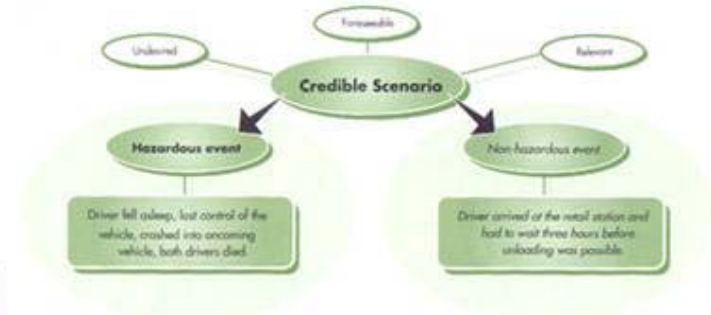 Foreseeable
Undesired
Relevant
Credible Scenario
Hazardous event
Non-hazardous event
Driver fell asleep, lost control of the
vehicle, crashed into oncoming
vehicle, both drivers died.
Driver arrived at the retail station and
had to wait three hours before
unloading was possible.